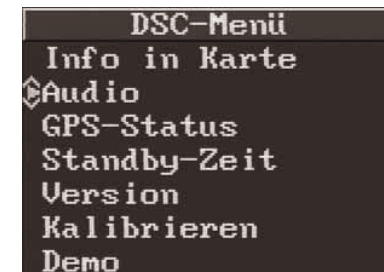 DSC-Menü
Info in Karte
Audio
GPS-Status
Standby-Zeit
Version
Kalibrieren
Demo